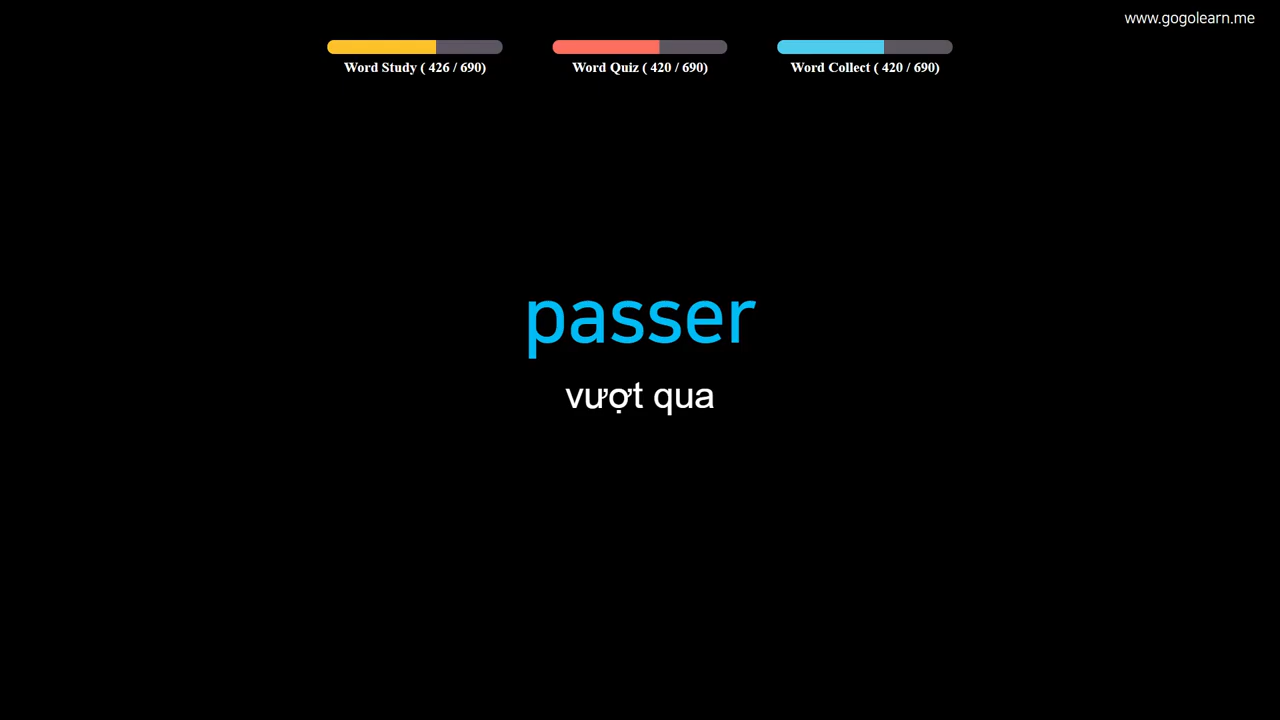 www.gogolearn.me
Word Study ( 426 / 690)
Word Quiz ( 420 / 690)
Word Collect ( 420 / 690)
passer
vượt qua